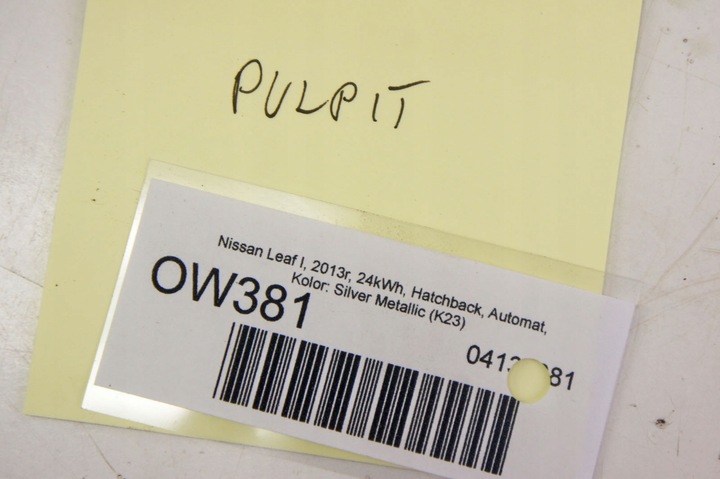 PULPIT
Nissan Leaf I, 2013r, 24kWh, Hatchback, Automat,
Kolor: Silver Metallic (K23)
OW381